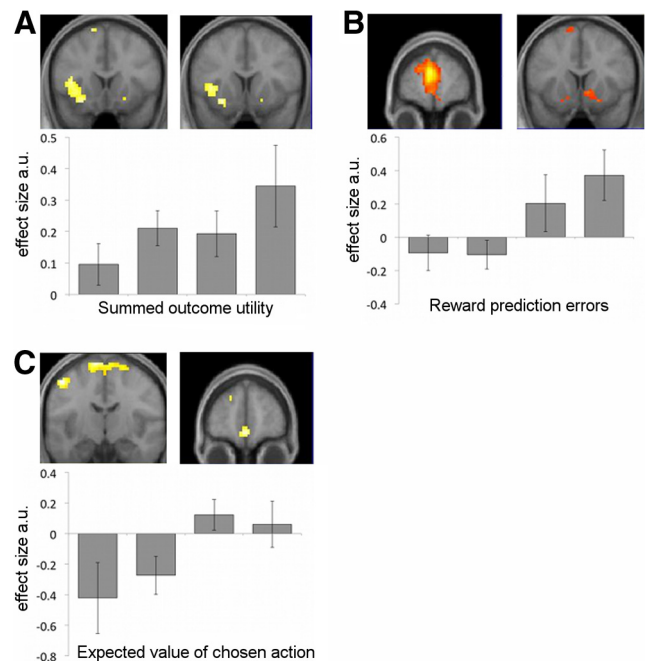 A
B
effect size a.u.
0.5
0.4
0.3
0.2
0.1
0
Summed outcome utility
effect size a.u.
0.6
0.4
0.2
0
-0.2
-0.4
Reward prediction errors
C
effect size a.u.
0.4
0.2
0
-0.2
-0.4
-0.6
-0.8
Expected value of chosen action